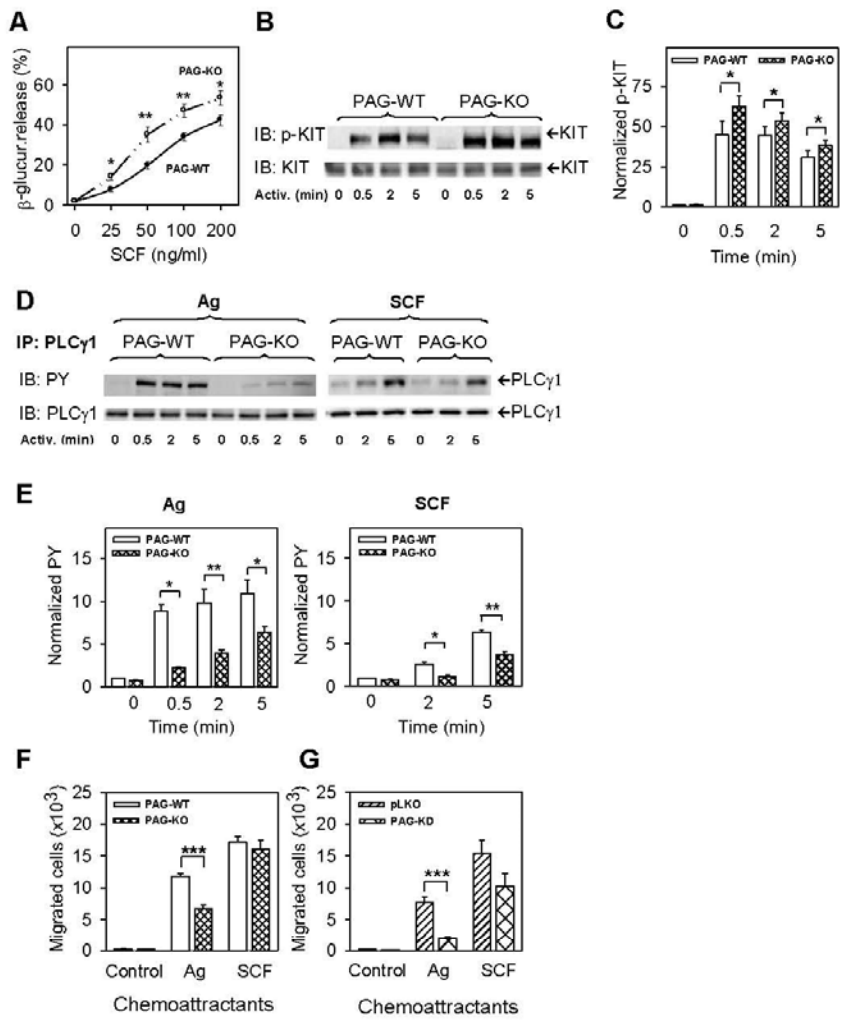 A
β-glucur.release (%)
60
40
20
0
PAG-KO
**
*
**
*
PAG-WT
0 25 50 100 200
SCF (ng/ml)
B
PAG-WT PAG-KO
IB: p-KIT ←KIT
IB: KIT ←KIT
Activ. (min) 0 0.5 2 5 0 0.5 2 5
C
Normalized p-KIT
PAG-WT PAG-KO
75
50
25
0
* * *
0 0.5 2 5
Time (min)
D
Ag SCF
IP: PLCγ1 PAG-WT PAG-KO PAG-WT PAG-KO
IB: PY ←PLCγ1
IB: PLCγ1 ←PLCγ1
Activ. (min) 0 0.5 2 5 0 0.5 2 5 0 2 5 0 2 5
E
Ag
Normalized PY
PAG-WT
PAG-KO
15
10
5
0
* ** *
0 0.5 2 5
Time (min)
SCF
Normalized PY
PAG-WT
PAG-KO
15
10
5
0
* **
0 2 5
Time (min)
F
Migrated cells (x10³)
PAG-WT
PAG-KO
25
20
15
10
5
0
***
Control Ag SCF
Chemoattractants
G
Migrated cells (x10³)
pLKO
PAG-KD
25
20
15
10
5
0
***
Control Ag SCF
Chemoattractants